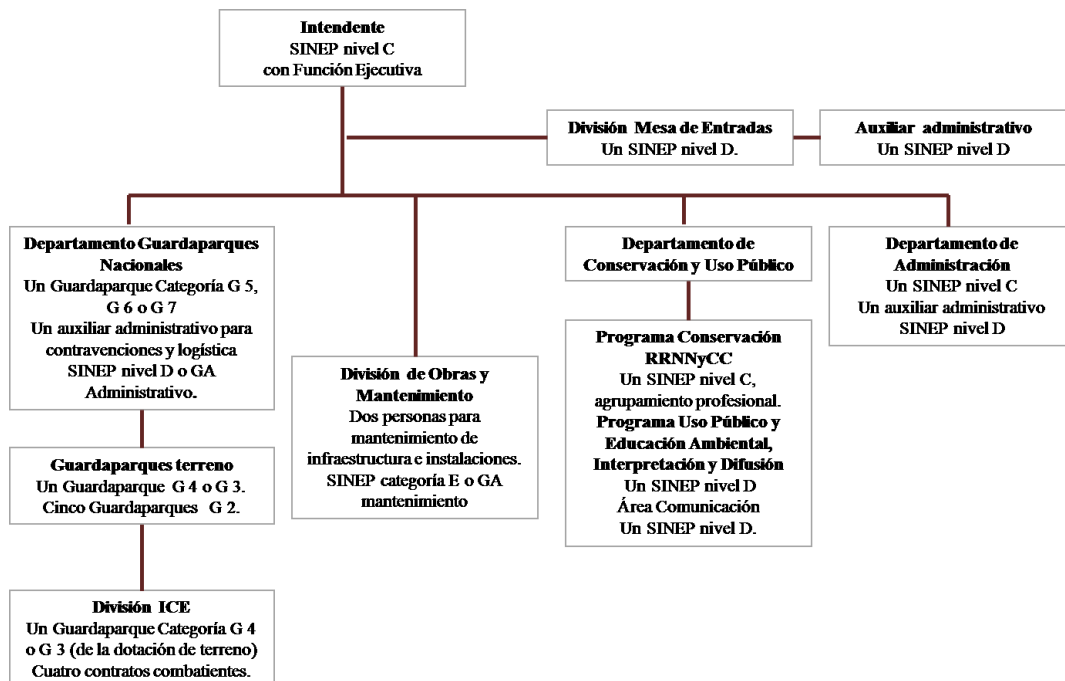 Intendente
SINEP nivel C
con Función Ejecutiva
División Mesa de Entradas
Un SINEP nivel D.
Auxiliar administrativo
Un SINEP nivel D
Departamento Guardaparques
Nacionales
Un Guardaparque Categoría G 5,
G 6 o G 7
Un auxiliar administrativo para
contravenciones y logística
SINEP nivel D o GA
Administrativo.
Guardaparques terreno
Un Guardaparque G 4 o G 3.
Cinco Guardaparques G 2.
División ICE
Un Guardaparque Categoría G 4
o G 3 (de la dotación de terreno)
Cuatro contratos combatientes.
División de Obras y
Mantenimiento
Dos personas para
mantenimiento de
infraestructura e instalaciones.
SINEP categoría E o GA
mantenimiento
Departamento de
Conservación y Uso Público
Programa Conservación
RRNNyCC
Un SINEP nivel C,
agrupamiento profesional.
Programa Uso Público y
Educación Ambiental,
Interpretación y Difusión
Un SINEP nivel D
Área Comunicación
Un SINEP nivel D.
Departamento de
Administración
Un SINEP nivel C
Un auxiliar administrativo
SINEP nivel D